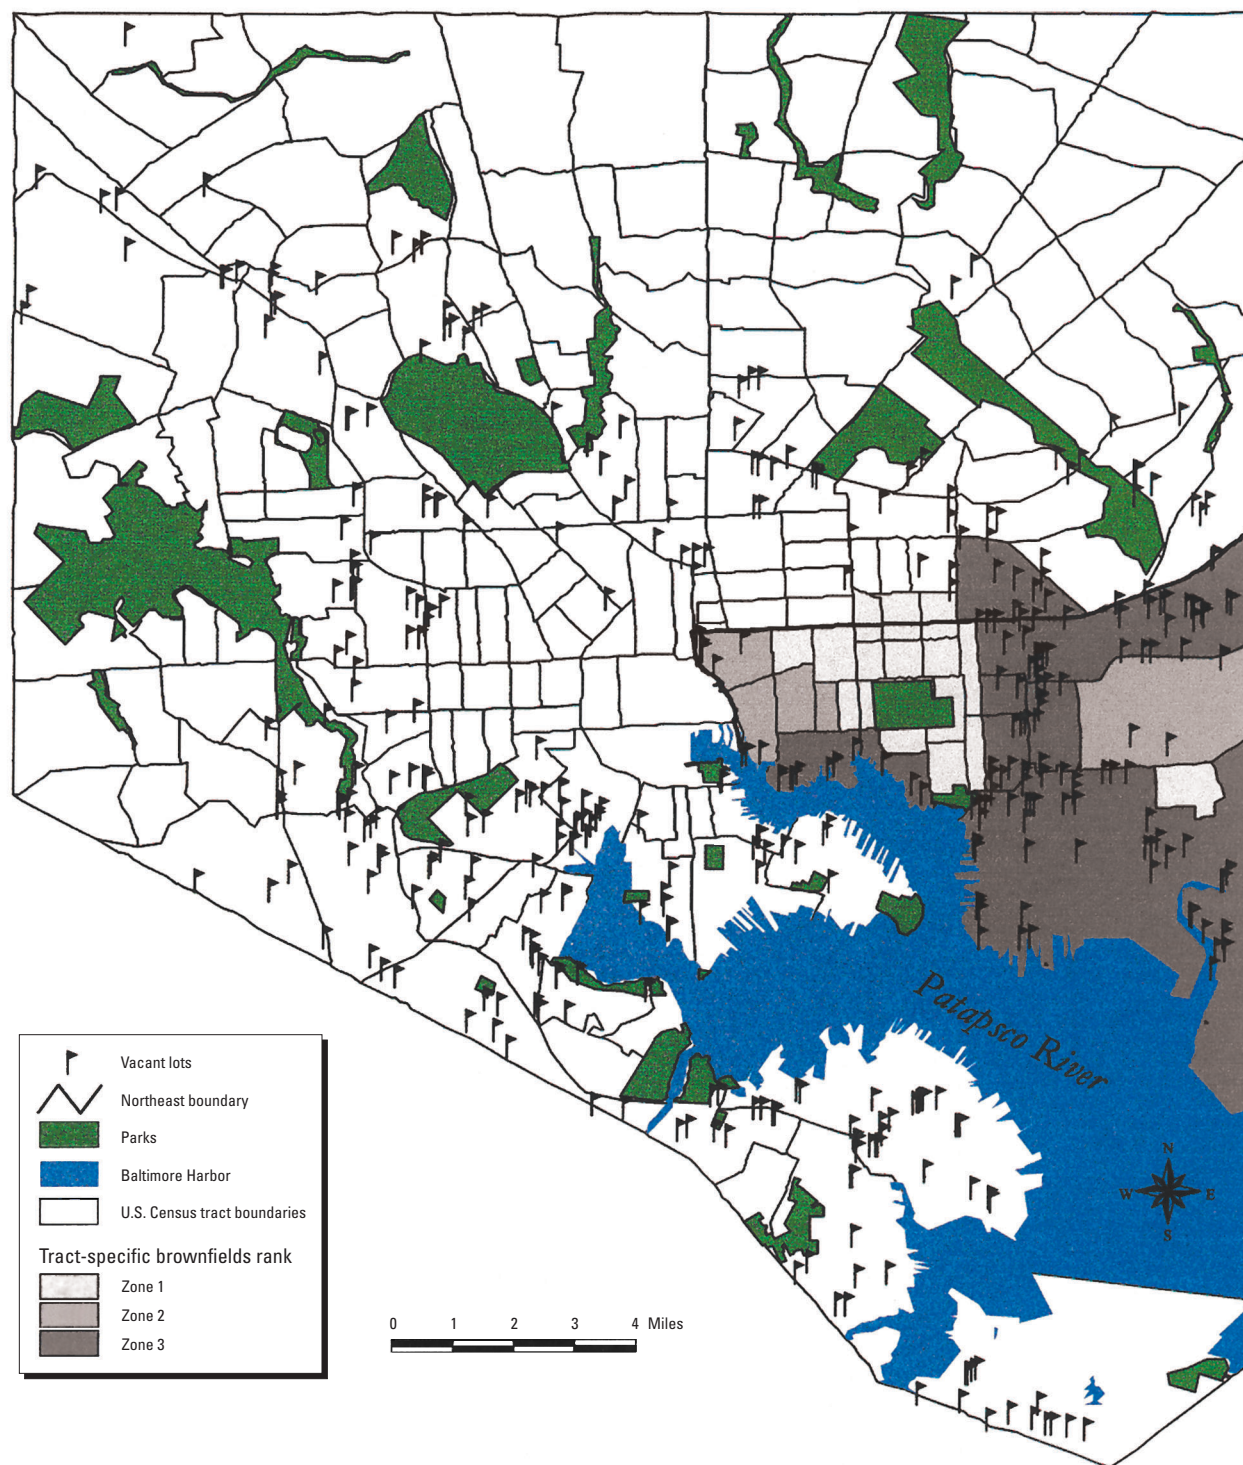 Patapsco River
N
W E
S
Vacant lots
Northeast boundary
Parks
Baltimore Harbor
U.S. Census tract boundaries
Tract-specific brownfields rank
Zone 1
Zone 2
Zone 3
0 1 2 3 4 Miles